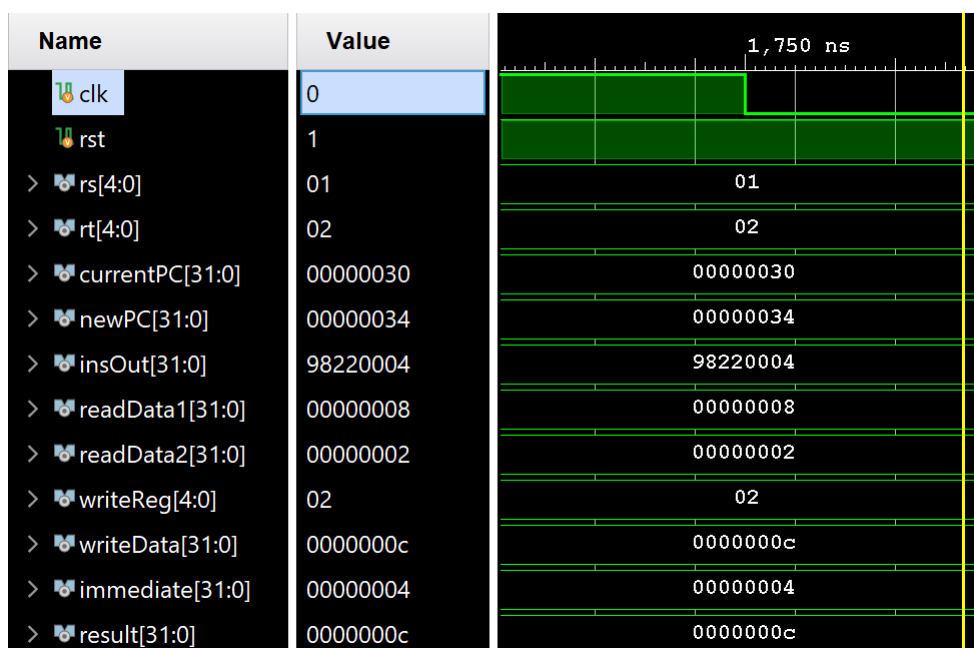 Name Value 1,750 ns
clk 0
rst 1
> rs[4:0] 01 01
> rt[4:0] 02 02
> currentPC[31:0] 00000030 00000030
> newPC[31:0] 00000034 00000034
> insOut[31:0] 98220004 98220004
> readData1[31:0] 00000008 00000008
> readData2[31:0] 00000002 00000002
> writeReg[4:0] 02 02
> writeData[31:0] 0000000c 0000000c
> immediate[31:0] 00000004 00000004
> result[31:0] 0000000c 0000000c